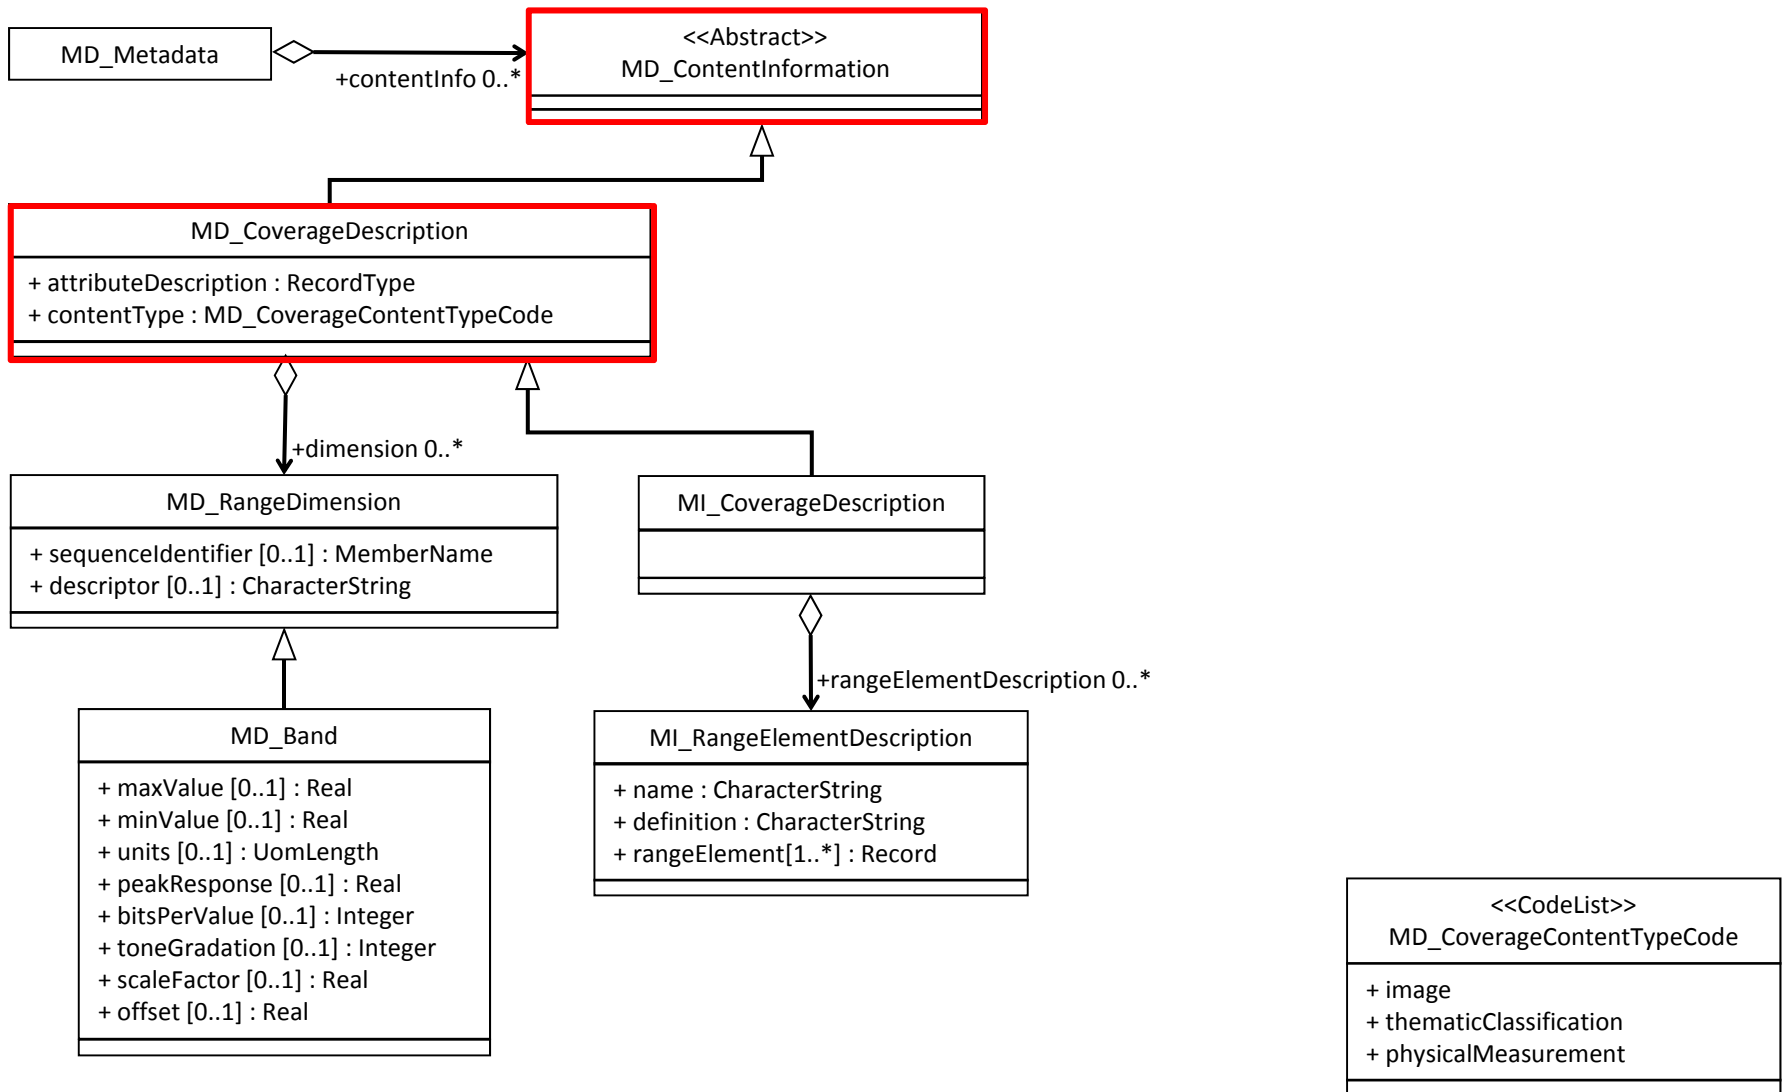 MD_Metadata
+contentInfo 0..*
<<Abstract>>
MD_ContentInformation
MD_CoverageDescription
+ attributeDescription : RecordType
+ contentType : MD_CoverageContentTypeCode
+dimension 0..*
MD_RangeDimension
+ sequenceIdentifier [0..1] : MemberName
+ descriptor [0..1] : CharacterString
MI_CoverageDescription
+rangeElementDescription 0..*
MD_Band
+ maxValue [0..1] : Real
+ minValue [0..1] : Real
+ units [0..1] : UomLength
+ peakResponse [0..1] : Real
+ bitsPerValue [0..1] : Integer
+ toneGradation [0..1] : Integer
+ scaleFactor [0..1] : Real
+ offset [0..1] : Real
MI_RangeElementDescription
+ name : CharacterString
+ definition : CharacterString
+ rangeElement[1..*] : Record
<<CodeList>>
MD_CoverageContentTypeCode
+ image
+ thematicClassification
+ physicalMeasurement